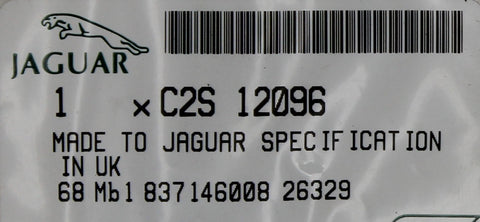 JAGUAR
1 x C2S 12096
MADE TO JAGUAR SPECIFICATION
IN UK
68 Mb1 837146008 26329